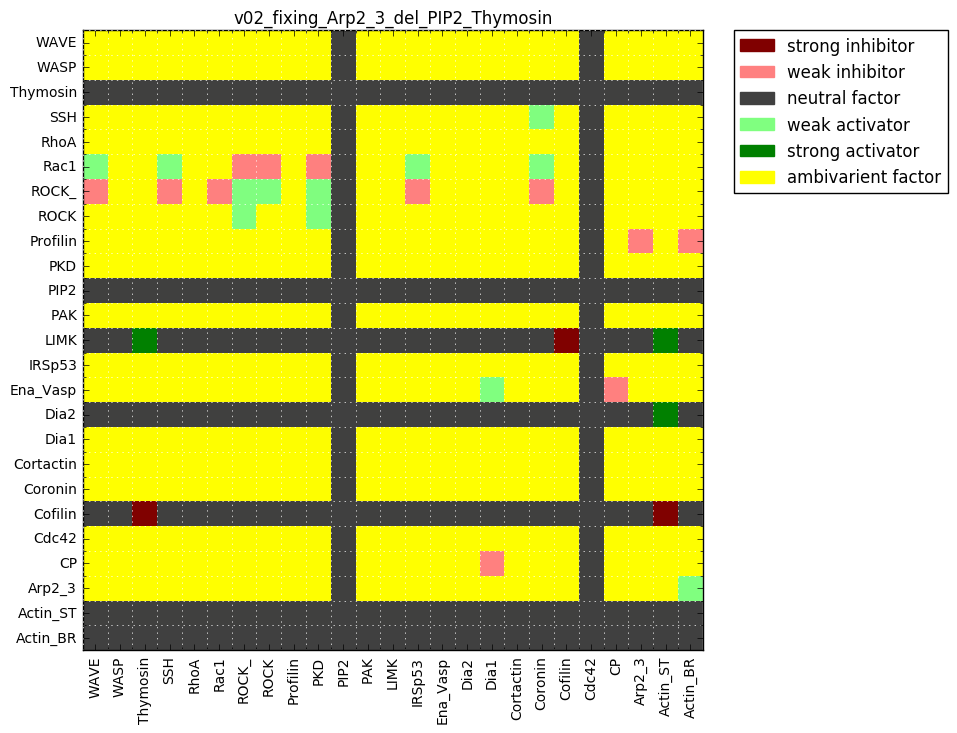 v02_fixing_Arp2_3_del_PIP2_Thymosin
WAVE
WASP
Thymosin
SSH
RhoA
Rac1
ROCK_
ROCK
Profilin
PKD
PIP2
PAK
LIMK
IRSp53
Ena_Vasp
Dia2
Dia1
Cortactin
Coronin
Cofilin
Cdc42
CP
Arp2_3
Actin_ST
Actin_BR
WAVE
WASP
Thymosin
SSH
RhoA
Rac1
ROCK_
ROCK
Profilin
PKD
PIP2
PAK
LIMK
IRSp53
Ena_Vasp
Dia2
Dia1
Cortactin
Coronin
Cofilin
Cdc42
CP
Arp2_3
Actin_ST
Actin_BR
strong inhibitor
weak inhibitor
neutral factor
weak activator
strong activator
ambivarient factor